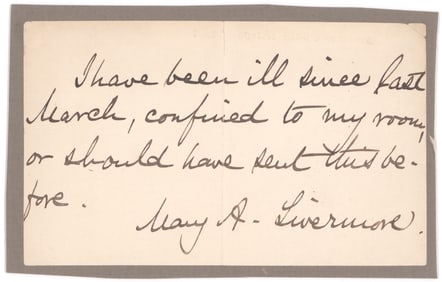 I have been ill since last
March, confined to my room,
or should have sent this be-
fore.
Mary A. Livermore.